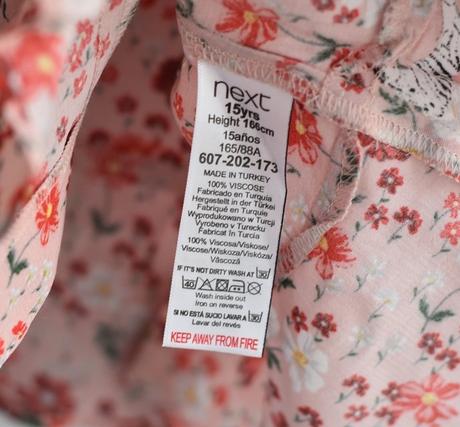 next
15yrs
Height 166cm
15años
165/88A
607-202-173
MADE IN TURKEY
100% VISCOSE
Fabricado en Turquia
Hergestellt in der Türkei
Fabriqué en Turquie
Wyprodukowano w Turcji
Vyrobeno v Turecku
Fabricat în Turcia
100% Viscosa/Viskose/
Viscose/Wiskoza/Viskóza/
Vâscoză
IF IT'S NOT DIRTY WASH AT 30
40
Wash inside out
Iron on reverse
SI NO ESTÁ SUCIO LAVAR A 30
Lavar del revés
KEEP AWAY FROM FIRE